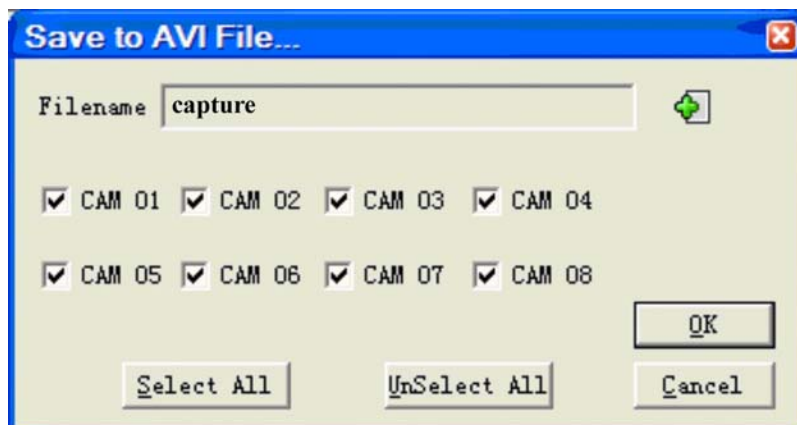 Save to AVI File...
Filename capture
CAM 01 CAM 02 CAM 03 CAM 04
CAM 05 CAM 06 CAM 07 CAM 08
OK
Select All UnSelect All Cancel